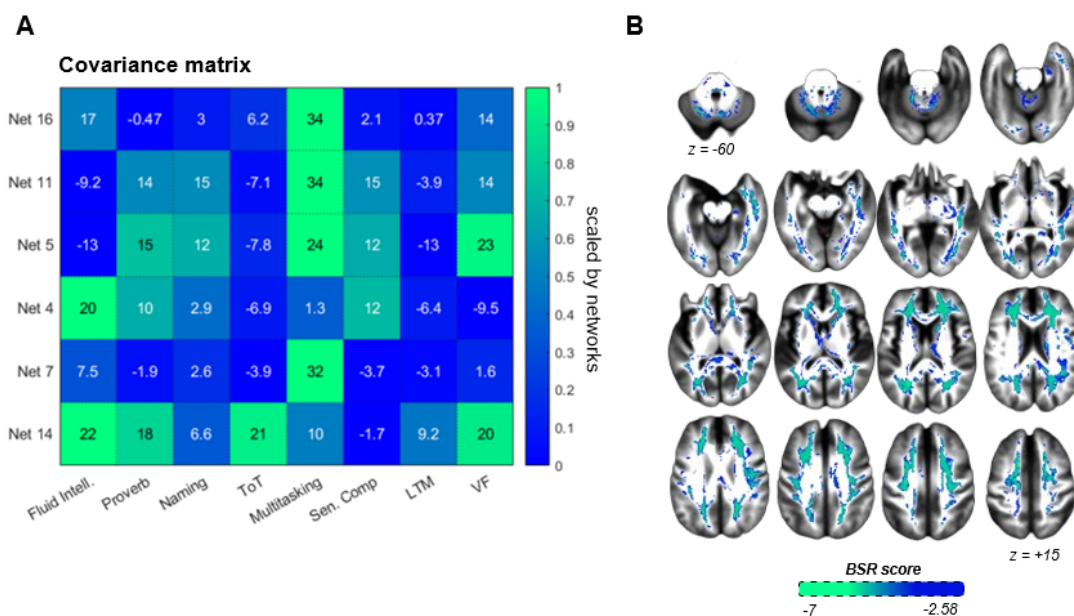 A
B
Covariance matrix
Net 16 17 -0.47 3 6.2 34 2.1 0.37 14
Net 11 -9.2 14 15 -7.1 34 15 -3.9 14
Net 5 -13 15 12 -7.8 24 12 -13 23
Net 4 20 10 2.9 -6.9 1.3 12 -6.4 -9.5
Net 7 7.5 -1.9 2.6 -3.9 32 -3.7 -3.1 1.6
Net 14 22 18 6.6 21 10 -1.7 9.2 20
Fluid Intell.
Proverb
Naming
ToT
Multitasking
Sen. Comp
LTM
VF
1
0.9
0.8
0.7
0.6
0.5
0.4
0.3
0.2
0.1
0
scaled by networks
z = -60
z = +15
BSR score
-7
-2.58